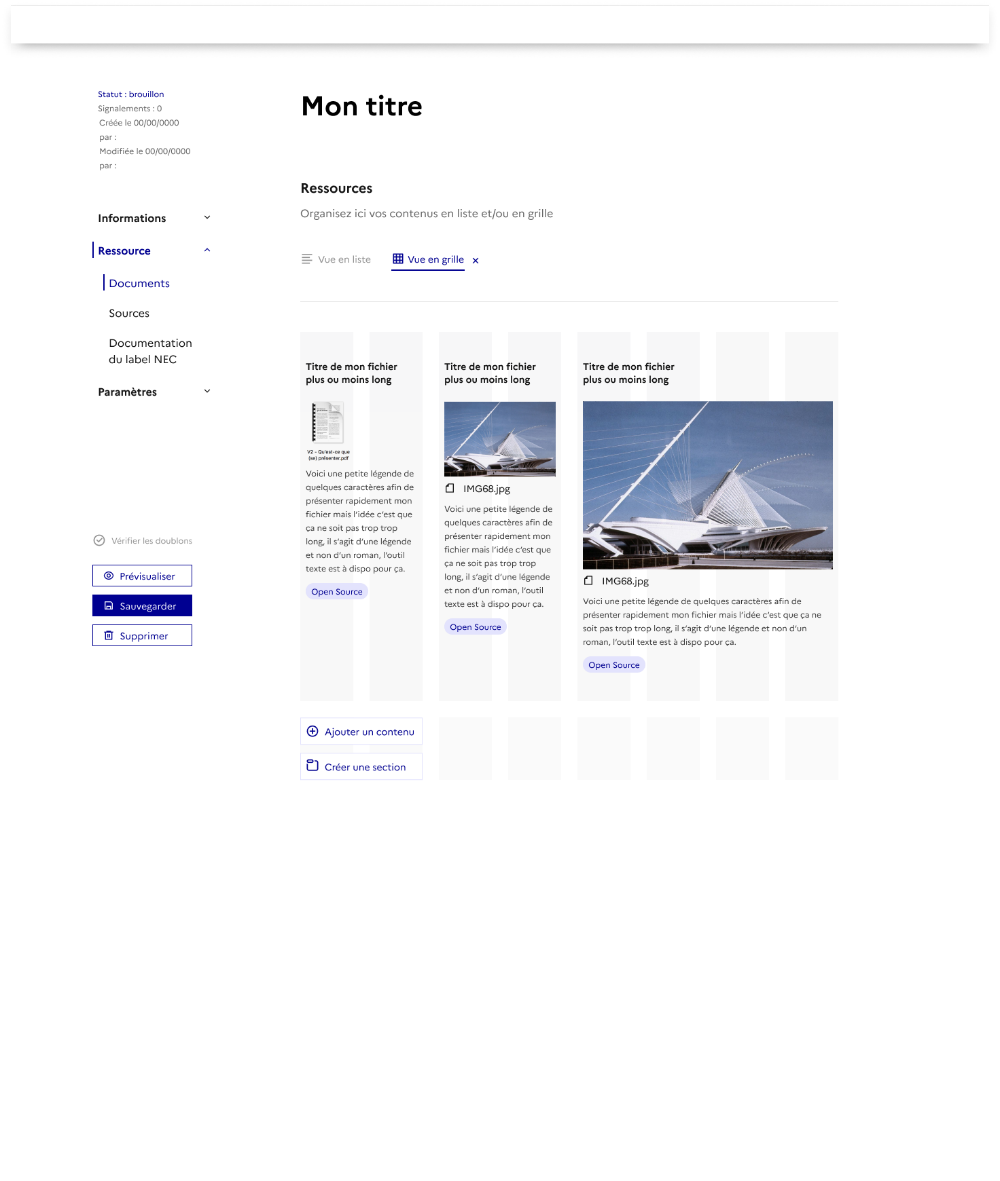 Statut : brouillon
Signalements : 0
Créée le 00/00/0000
par :
Modifiée le 00/00/0000
par :
Informations
Ressource
Documents
Sources
Documentation
du label NEC
Paramètres
Vérifier les doublons
Prévisualiser
Sauvegarder
Supprimer
Mon titre
Ressources
Organisez ici vos contenus en liste et/ou en grille
Vue en liste
Vue en grille
Titre de mon fichier
plus ou moins long
V2 - Qu'est-ce que
(se) présenter.pdf
Voici une petite légende de
quelques caractères afin de
présenter rapidement mon
fichier mais l'idée c'est que
ça ne soit pas trop trop
long, il s'agit d'une légende
et non d'un roman, l'outil
texte est à dispo pour ça.
Open Source
Titre de mon fichier
plus ou moins long
IMG68.jpg
Voici une petite légende de
quelques caractères afin de
présenter rapidement mon
fichier mais l'idée c'est que
ça ne soit pas trop trop
long, il s'agit d'une légende
et non d'un roman, l'outil
texte est à dispo pour ça.
Open Source
Titre de mon fichier
plus ou moins long
IMG68.jpg
Voici une petite légende de quelques caractères afin de
présenter rapidement mon fichier mais l'idée c'est que ça ne
soit pas trop trop long, il s'agit d'une légende et non d'un
roman, l'outil texte est à dispo pour ça.
Open Source
Ajouter un contenu
Créer une section